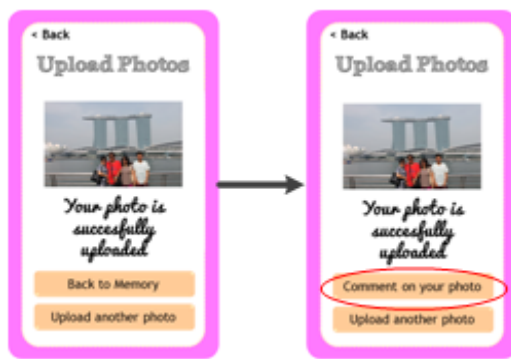 < Back
Upload Photos
Your photo is
succesfully
uploaded
Back to Memory
Upload another photo
< Back
Upload Photos
Your photo is
succesfully
uploaded
Comment on your photo
Upload another photo